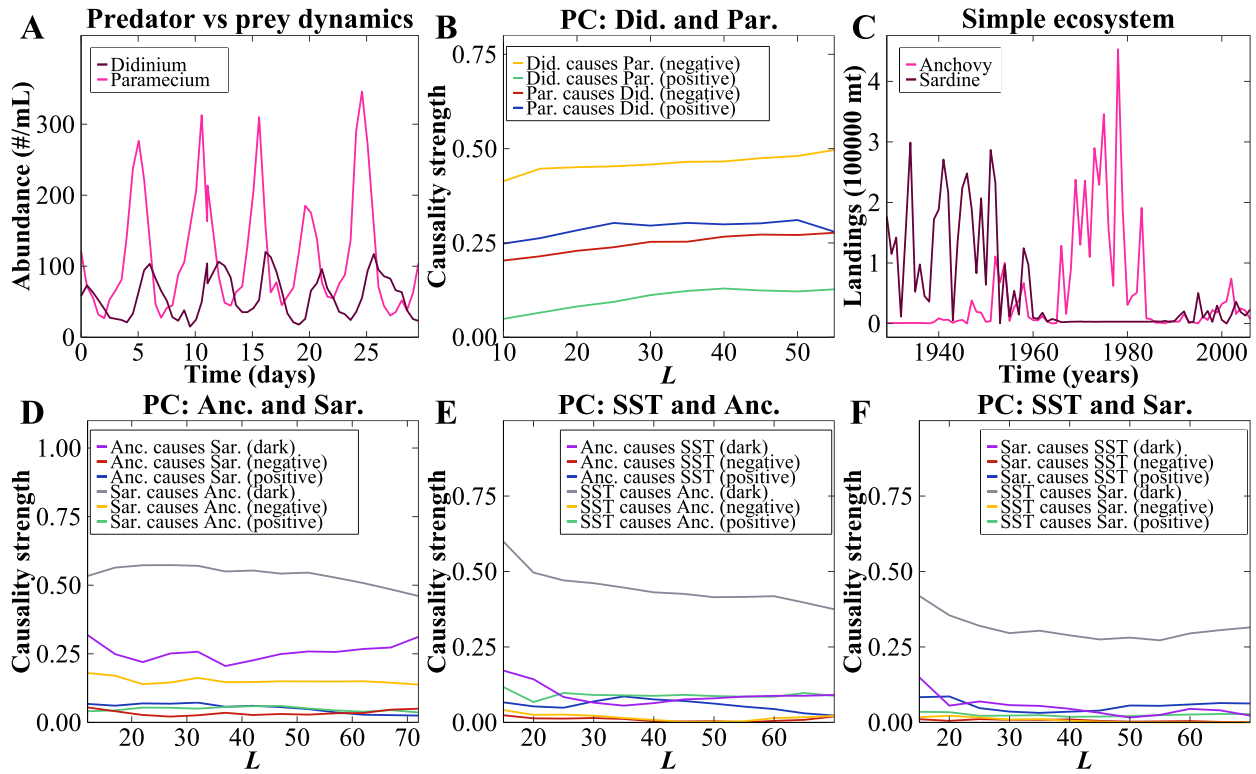 A
Predator vs prey dynamics
Didinium
Paramecium
Abundance (#/mL)
300
200
100
0
0
5
10
15
20
25
Time (days)
B
PC: Did. and Par.
Did. causes Par. (negative)
Did. causes Par. (positive)
Par. causes Did. (negative)
Par. causes Did. (positive)
Causality strength
0.75
0.50
0.25
0.00
10
20
30
40
50
L
C
Simple ecosystem
Anchovy
Sardine
Landings (100000 mt)
4
3
2
1
0
1940
1960
1980
2000
Time (years)
D
PC: Anc. and Sar.
Anc. causes Sar. (dark)
Anc. causes Sar. (negative)
Anc. causes Sar. (positive)
Sar. causes Anc. (dark)
Sar. causes Anc. (negative)
Sar. causes Anc. (positive)
Causality strength
1.00
0.75
0.50
0.25
0.00
20
30
40
50
60
70
L
E
PC: SST and Anc.
Anc. causes SST (dark)
Anc. causes SST (negative)
Anc. causes SST (positive)
SST causes Anc. (dark)
SST causes Anc. (negative)
SST causes Anc. (positive)
Causality strength
0.75
0.50
0.25
0.00
20
30
40
50
60
L
F
PC: SST and Sar.
Sar. causes SST (dark)
Sar. causes SST (negative)
Sar. causes SST (positive)
SST causes Sar. (dark)
SST causes Sar. (negative)
SST causes Sar. (positive)
Causality strength
0.75
0.50
0.25
0.00
20
30
40
50
60
L